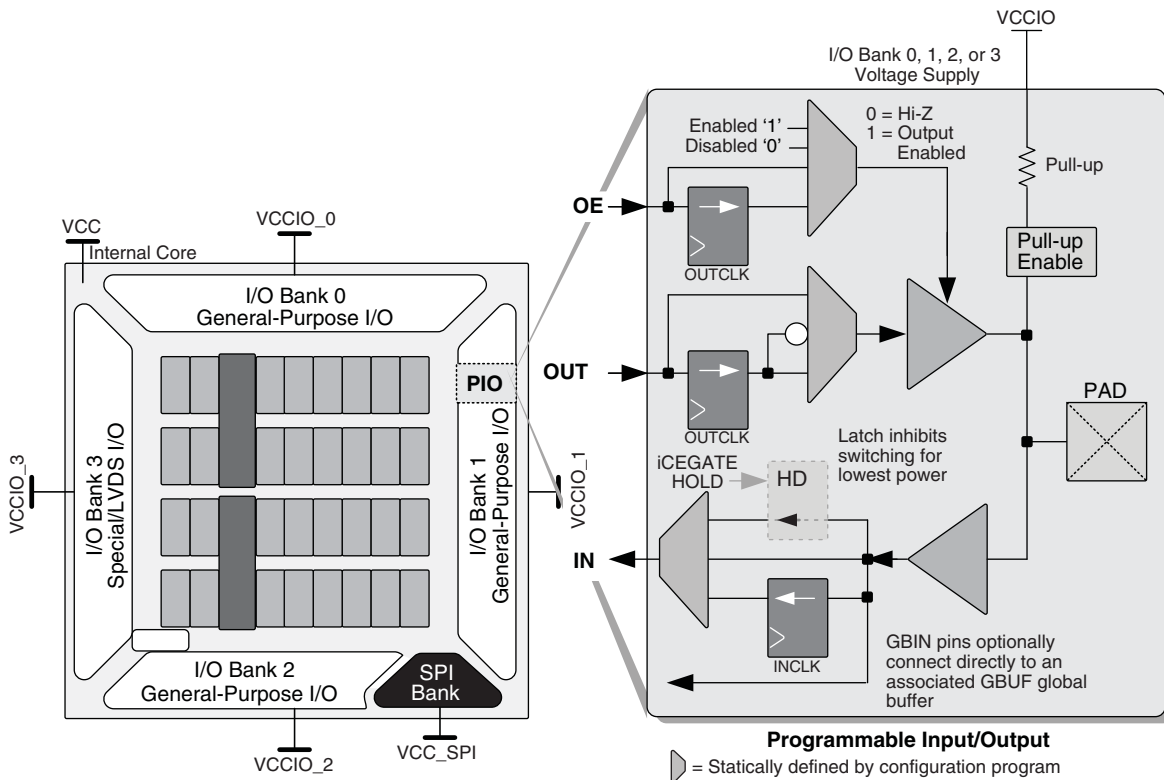 VCC
Internal Core
VCCIO_0
I/O Bank 0
General-Purpose I/O
VCCIO_3
I/O Bank 3
Special/LVDS I/O
PIO
I/O Bank 1
General-Purpose I/O
VCCIO_1
I/O Bank 2
General-Purpose I/O
SPI
Bank
VCCIO_2
VCC_SPI
VCCIO
I/O Bank 0, 1, 2, or 3
Voltage Supply
Enabled ‘1’
Disabled ‘0’
0 = Hi-Z
1 = Output
Enabled
Pull-up
OE
OUTCLK
Pull-up
Enable
OUT
OUTCLK
PAD
Latch inhibits
switching for
lowest power
iCEGATE
HOLD
HD
IN
INCLK
GBIN pins optionally
connect directly to an
associated GBUF global
buffer
Programmable Input/Output
= Statically defined by configuration program